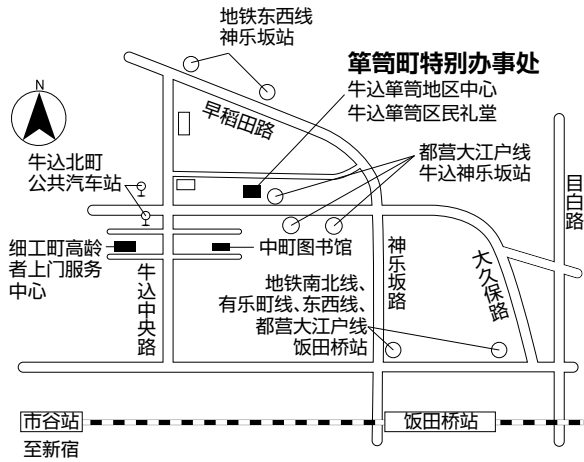 地铁东西线
神乐坂站
箪笥町特别办事处
牛込箪笥地区中心
牛込箪笥区民礼堂
N
早稻田路
都营大江户线
牛込神乐坂站
牛込北町
公共汽车站
目白路
细工町高龄
者上门服务
中心
中町图书馆
牛込中央路
神乐坂路
大久保路
地铁南北线、
有乐町线、东西线、
都营大江户线
饭田桥站
市谷站
饭田桥站
至新宿